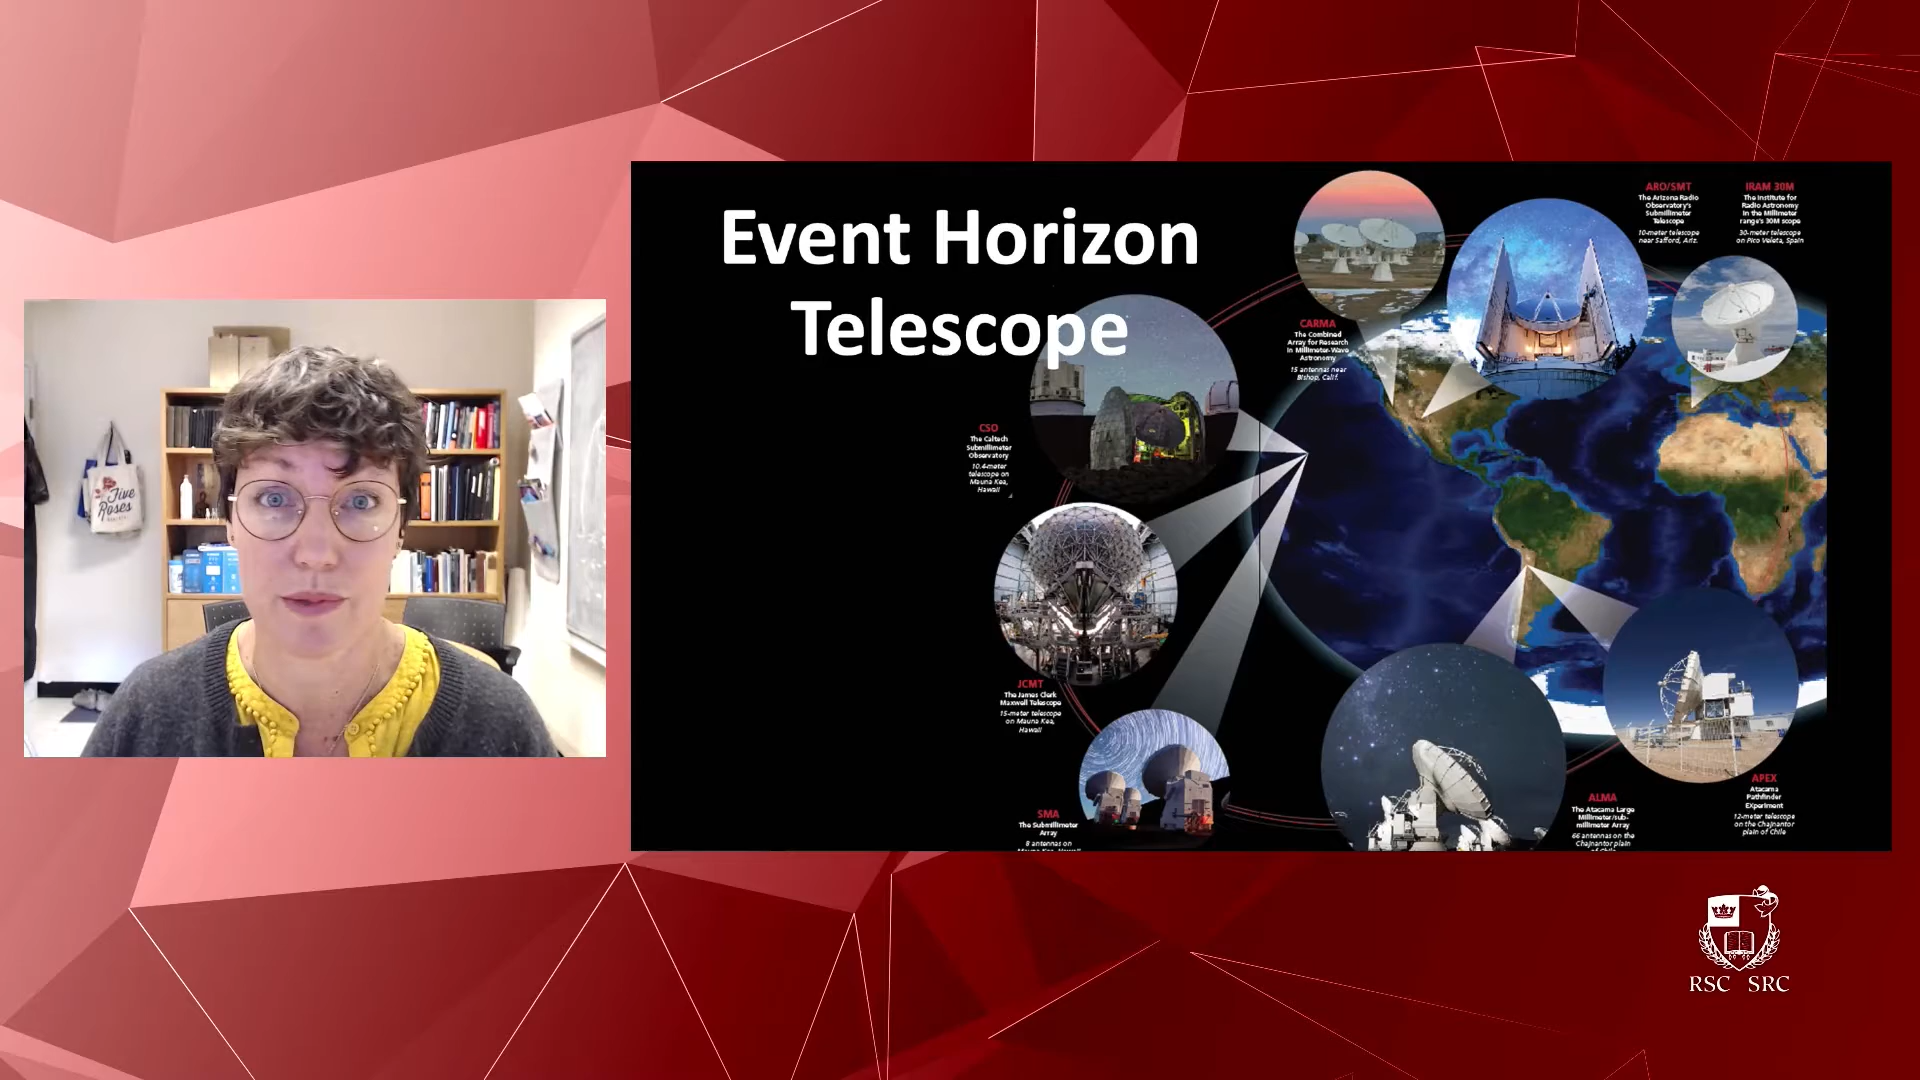 Event Horizon
Telescope
ARO/SMT
The Arizona Radio
Observatory's
Submillimeter
Telescope
10-meter telescope
near Safford, Ariz.
IRAM 30M
The Institute for
Radio Astronomy
in the Millimeter
range's 30M scope
30-meter telescope
on Pico Veleta, Spain
CARMA
The Combined
Array for Research
in Millimeter-Wave
Astronomy
15 antennas near
Bishop, Calif.
CSO
The Caltech
Submillimeter
Observatory
10.4-meter
telescope on
Mauna Kea,
Hawaii
Five
Roses
JCMT
The James Clerk
Maxwell Telescope
15-meter telescope
on Mauna Kea,
Hawaii
SMA
The Submillimeter
Array
8 antennas on
Mauna Kea, Hawaii
ALMA
The Atacama Large
Millimeter/sub-
millimeter Array
66 antennas on the
Chajnantor plain
of Chile
APEX
Atacama
Pathfinder
EXperiment
12-meter telescope
on the Chajnantor
plain of Chile
RSC SRC